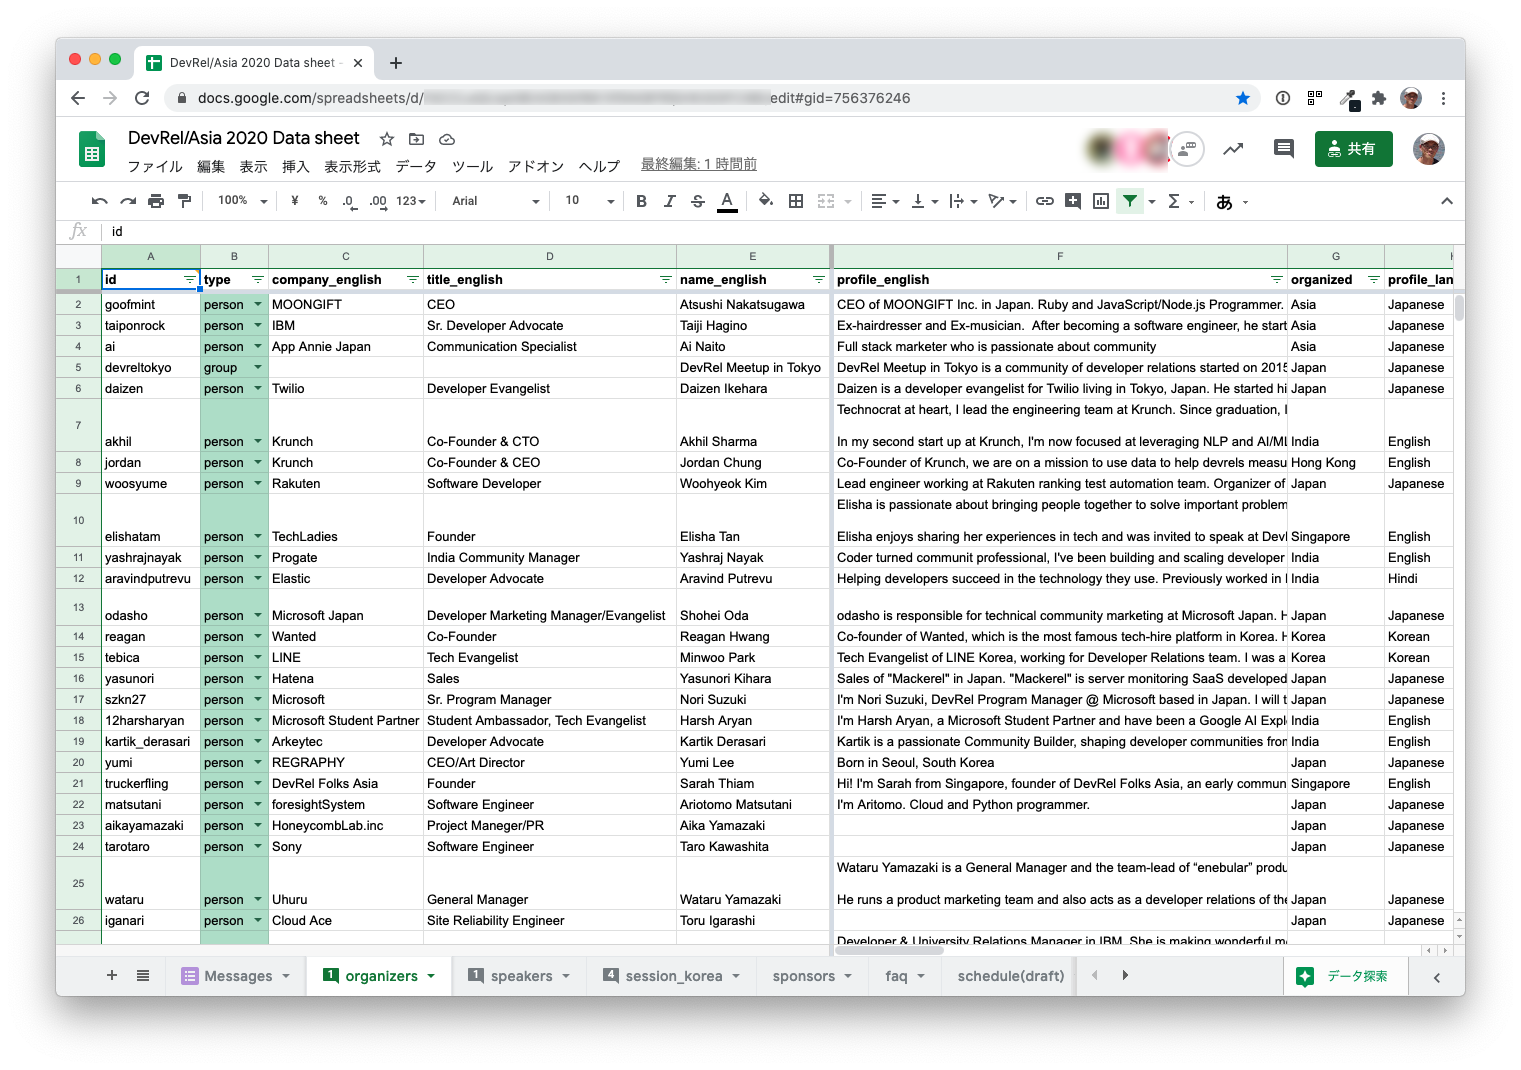 DevRel/Asia 2020 Data sheet -
docs.google.com/spreadsheets/d/ edit#gid=756376246
DevRel/Asia 2020 Data sheet
ファイル 編集 表示 挿入 表示形式 データ ツール アドオン ヘルプ 最終編集: 1 時間前
共有
100% ¥ % .0 .00 123 Arial 10 B I S A Σ あ
fx id
A B C D E F G H
1 id type company_english title_english name_english profile_english organized profile_lan
2 goofmint person MOONGIFT CEO Atsushi Nakatsugawa CEO of MOONGIFT Inc. in Japan. Ruby and JavaScript/Node.js Programmer. Asia Japanese
3 taiponrock person IBM Sr. Developer Advocate Taiji Hagino Ex-hairdresser and Ex-musician. After becoming a software engineer, he start Asia Japanese
4 ai person App Annie Japan Communication Specialist Ai Naito Full stack marketer who is passionate about community Asia Japanese
5 devreltokyo group DevRel Meetup in Tokyo DevRel Meetup in Tokyo is a community of developer relations started on 2015 Japan Japanese
6 daizen person Twilio Developer Evangelist Daizen Ikehara Daizen is a developer evangelist for Twilio living in Tokyo, Japan. He started hi Japan Japanese
Technocrat at heart, I lead the engineering team at Krunch. Since graduation, I
7 akhil person Krunch Co-Founder & CTO Akhil Sharma In my second start up at Krunch, I'm now focused at leveraging NLP and AI/ML India English
8 jordan person Krunch Co-Founder & CEO Jordan Chung Co-Founder of Krunch, we are on a mission to use data to help devrels measu Hong Kong English
9 woosyume person Rakuten Software Developer Woohyeok Kim Lead engineer working at Rakuten ranking test automation team. Organizer of Japan Japanese
Elisha is passionate about bringing people together to solve important problem
10 elishatam person TechLadies Founder Elisha Tan Elisha enjoys sharing her experiences in tech and was invited to speak at Dev Singapore English
11 yashrajnayak person Progate India Community Manager Yashraj Nayak Coder turned communit professional, I've been building and scaling developer India English
12 aravindputrevu person Elastic Developer Advocate Aravind Putrevu Helping developers succeed in the technology they use. Previously worked in India Hindi
13 odasho person Microsoft Japan Developer Marketing Manager/Evangelist Shohei Oda odasho is responsible for technical community marketing at Microsoft Japan. H Japan Japanese
14 reagan person Wanted Co-Founder Reagan Hwang Co-founder of Wanted, which is the most famous tech-hire platform in Korea. H Korea Korean
15 tebica person LINE Tech Evangelist Minwoo Park Tech Evangelist of LINE Korea, working for Developer Relations team. I was a Korea Korean
16 yasunori person Hatena Sales Yasunori Kihara Sales of "Mackerel" in Japan. "Mackerel" is server monitoring SaaS developed Japan Japanese
17 szkn27 person Microsoft Sr. Program Manager Nori Suzuki I'm Nori Suzuki, DevRel Program Manager @ Microsoft based in Japan. I will t Japan Japanese
18 12harsharyan person Microsoft Student Partner Student Ambassador, Tech Evangelist Harsh Aryan I'm Harsh Aryan, a Microsoft Student Partner and have been a Google AI Expl India English
19 kartik_derasari person Arkeytec Developer Advocate Kartik Derasari Kartik is a passionate Community Builder, shaping developer communities from India English
20 yumi person REGRAPHY CEO/Art Director Yumi Lee Born in Seoul, South Korea Japan Japanese
21 truckerfling person DevRel Folks Asia Founder Sarah Thiam Hi! I'm Sarah from Singapore, founder of DevRel Folks Asia, an early commun Singapore English
22 matsutani person foresightSystem Software Engineer Ariotomo Matsutani I'm Aritomo. Cloud and Python programmer. Japan Japanese
23 aikayamazaki person HoneycombLab.inc Project Maneger/PR Aika Yamazaki Japan Japanese
24 tarotaro person Sony Software Engineer Taro Kawashita Japan Japanese
Wataru Yamazaki is a General Manager and the team-lead of “enebular” produ
25 wataru person Uhuru General Manager Wataru Yamazaki He runs a product marketing team and also acts as a developer relations of the Japan Japanese
26 iganari person Cloud Ace Site Reliability Engineer Toru Igarashi Japan Japanese
Developer & University Relations Manager in IBM. She is making wonderful m
Messages 1 organizers 1 speakers 4 session_korea sponsors faq schedule(draft) データ探索